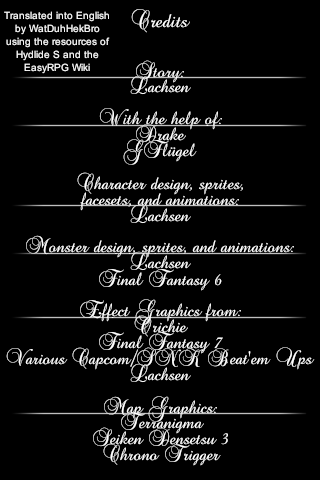 Translated into English
by WatDuhHekBro
using the resources of
Hydlide S and the
EasyRPG Wiki
Credits
Story:
Lachsen
With the help of:
Drake
G Flügel
Character design, sprites,
facesets, and animations:
Lachsen
Monster design, sprites, and animations:
Lachsen
Final Fantasy 6
Effect Graphics from:
Crichie
Final Fantasy 7
Various Capcom/SNK Beat'em Ups
Lachsen
Map Graphics:
Terranigma
Seiken Densetsu 3
Chrono Trigger